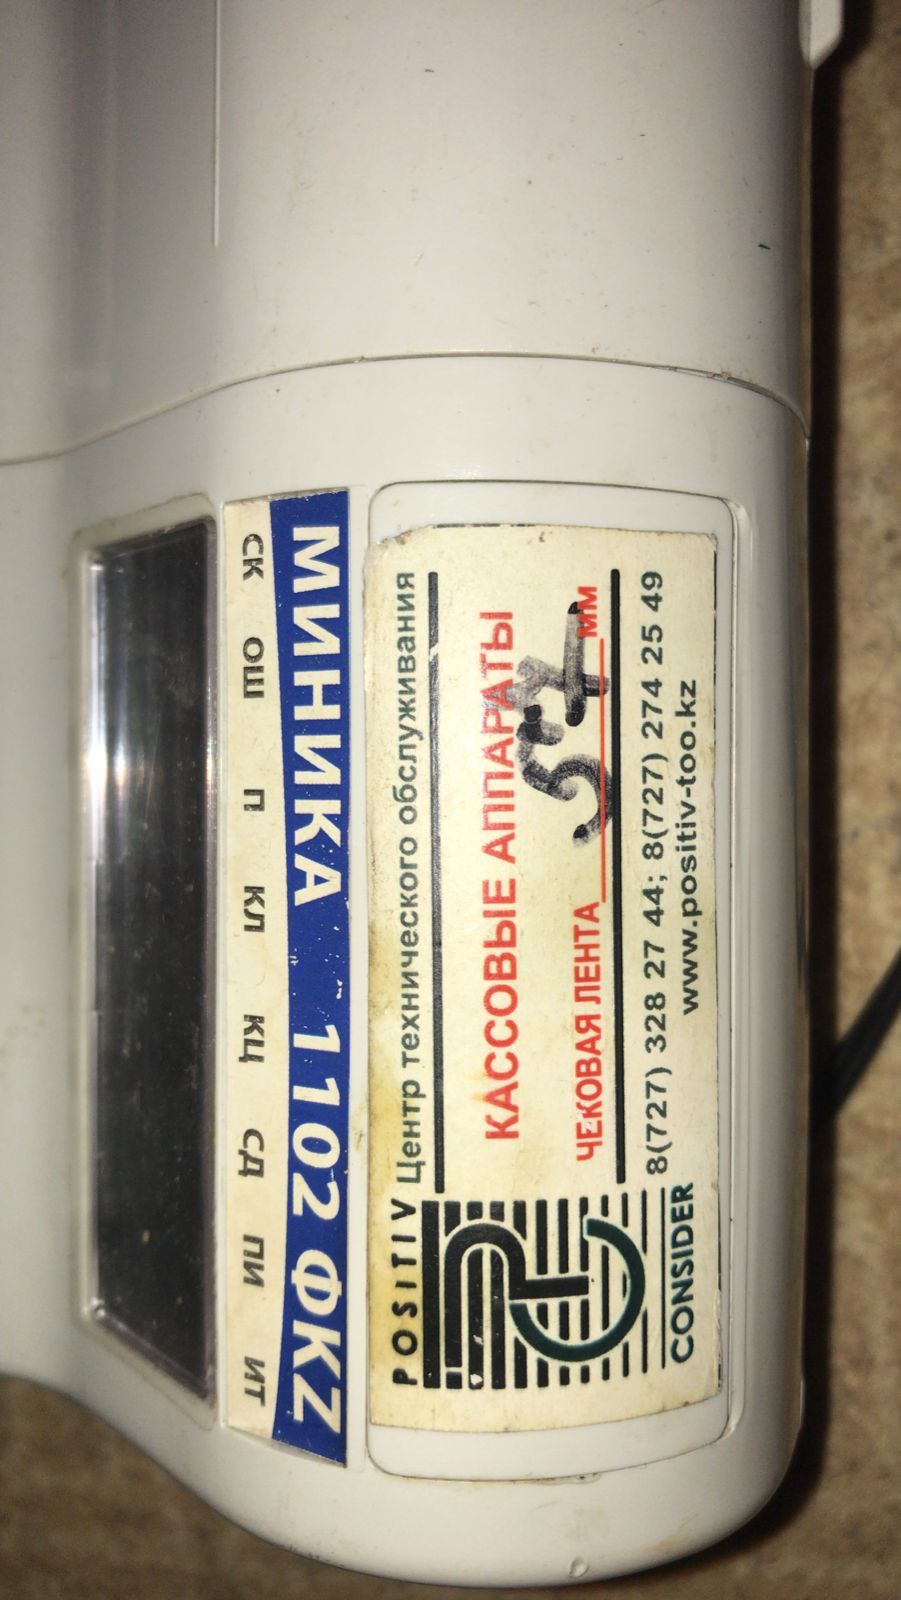 СК ОШ П КЛ КЦ СД ПИ ИТ
МИНИКА 1102 ФKZ
POSITIV Центр технического обслуживания
КАССОВЫЕ АППАРАТЫ
ЧЕКОВАЯ ЛЕНТА 57 мм
8(727) 328 27 44; 8(727) 274 25 49
CONSIDER www.positiv-too.kz